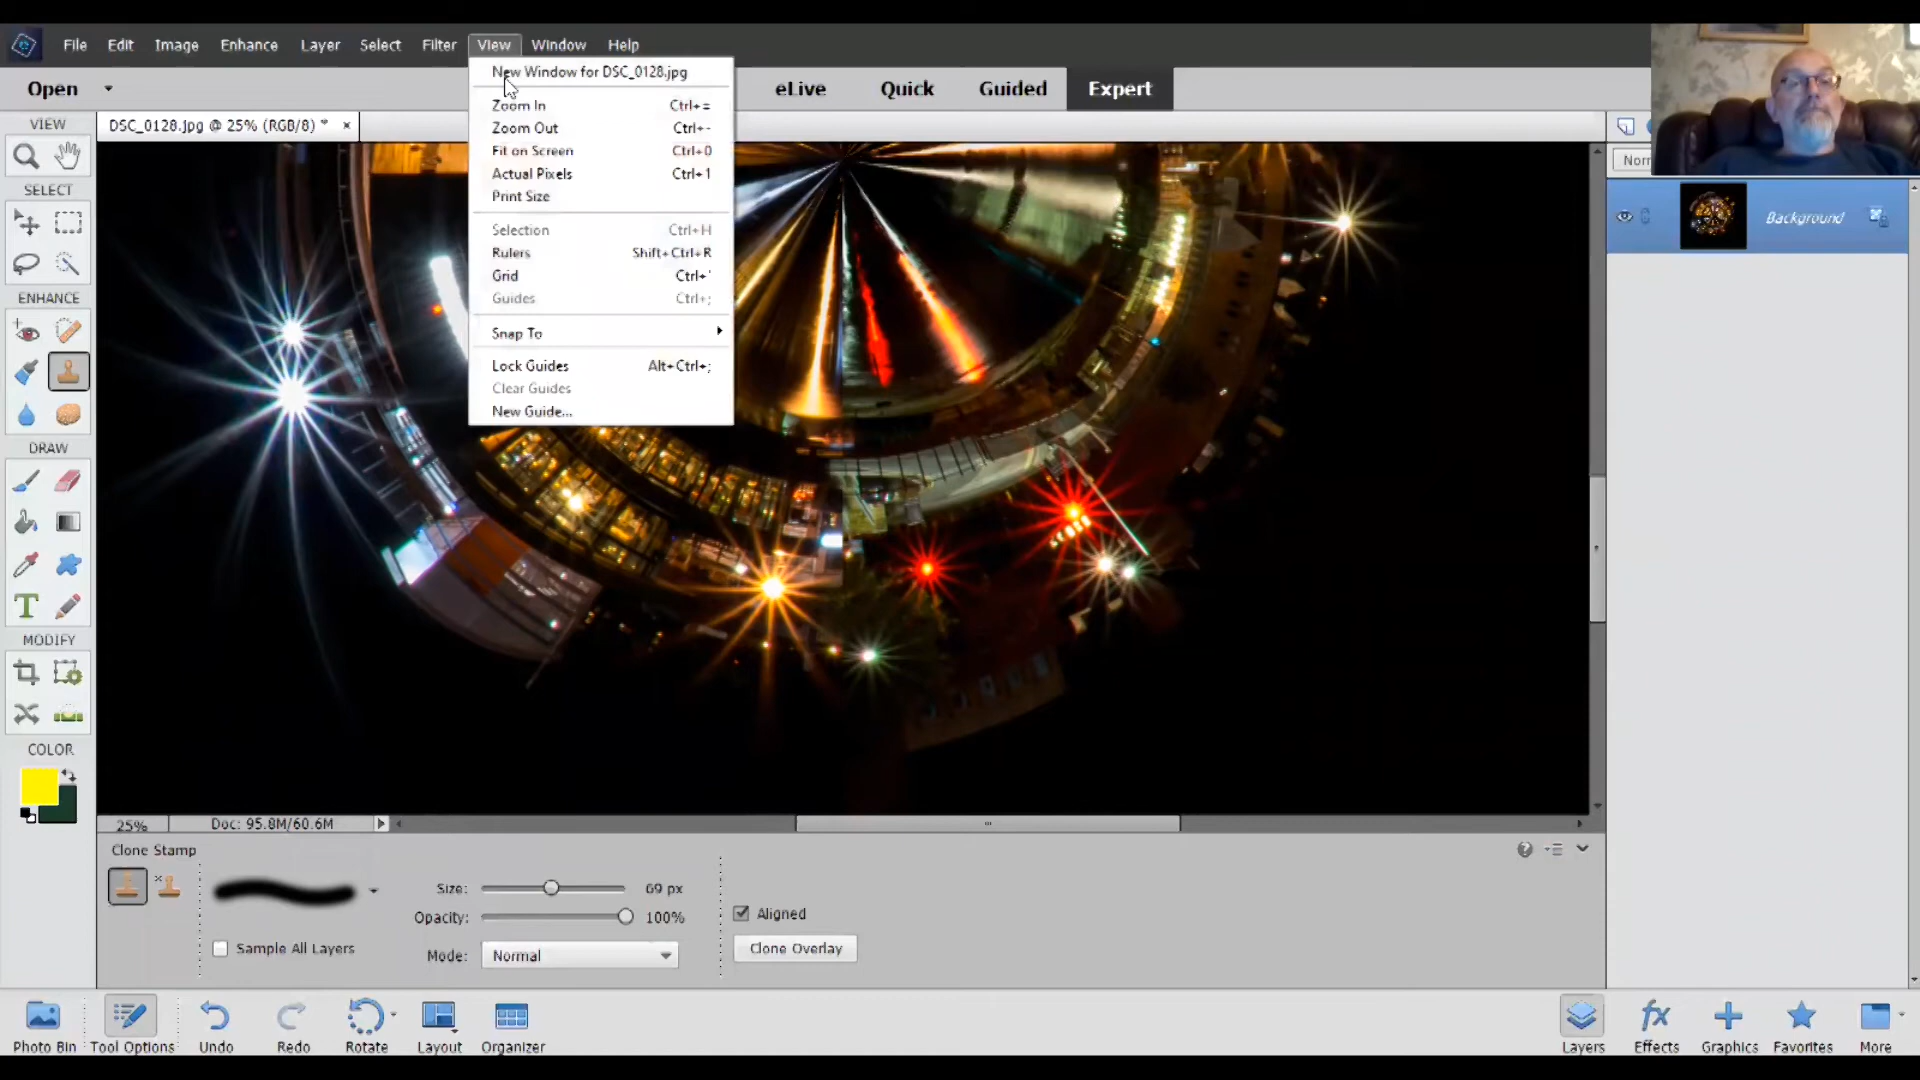 File Edit Image Enhance Layer Select Filter View Window Help
Open eLive Quick Guided Expert
New Window for DSC_0128.jpg
Zoom In Ctrl+=
Zoom Out Ctrl+-
Fit on Screen Ctrl+0
Actual Pixels Ctrl+1
Print Size
Selection Ctrl+H
Rulers Shift+Ctrl+R
Grid Ctrl+'
Guides Ctrl+;
Snap To
Lock Guides Alt+Ctrl+;
Clear Guides
New Guide...
VIEW
DSC_0128.jpg @ 25% (RGB/8) *
SELECT
ENHANCE
DRAW
MODIFY
COLOR
Norm
Background
25% Doc: 95.8M/60.6M
Clone Stamp
Size: 69 px
Opacity: 100%
Mode: Normal
Sample All Layers
Aligned
Clone Overlay
Photo Bin Tool Options Undo Redo Rotate Layout Organizer
Layers Effects Graphics Favorites More